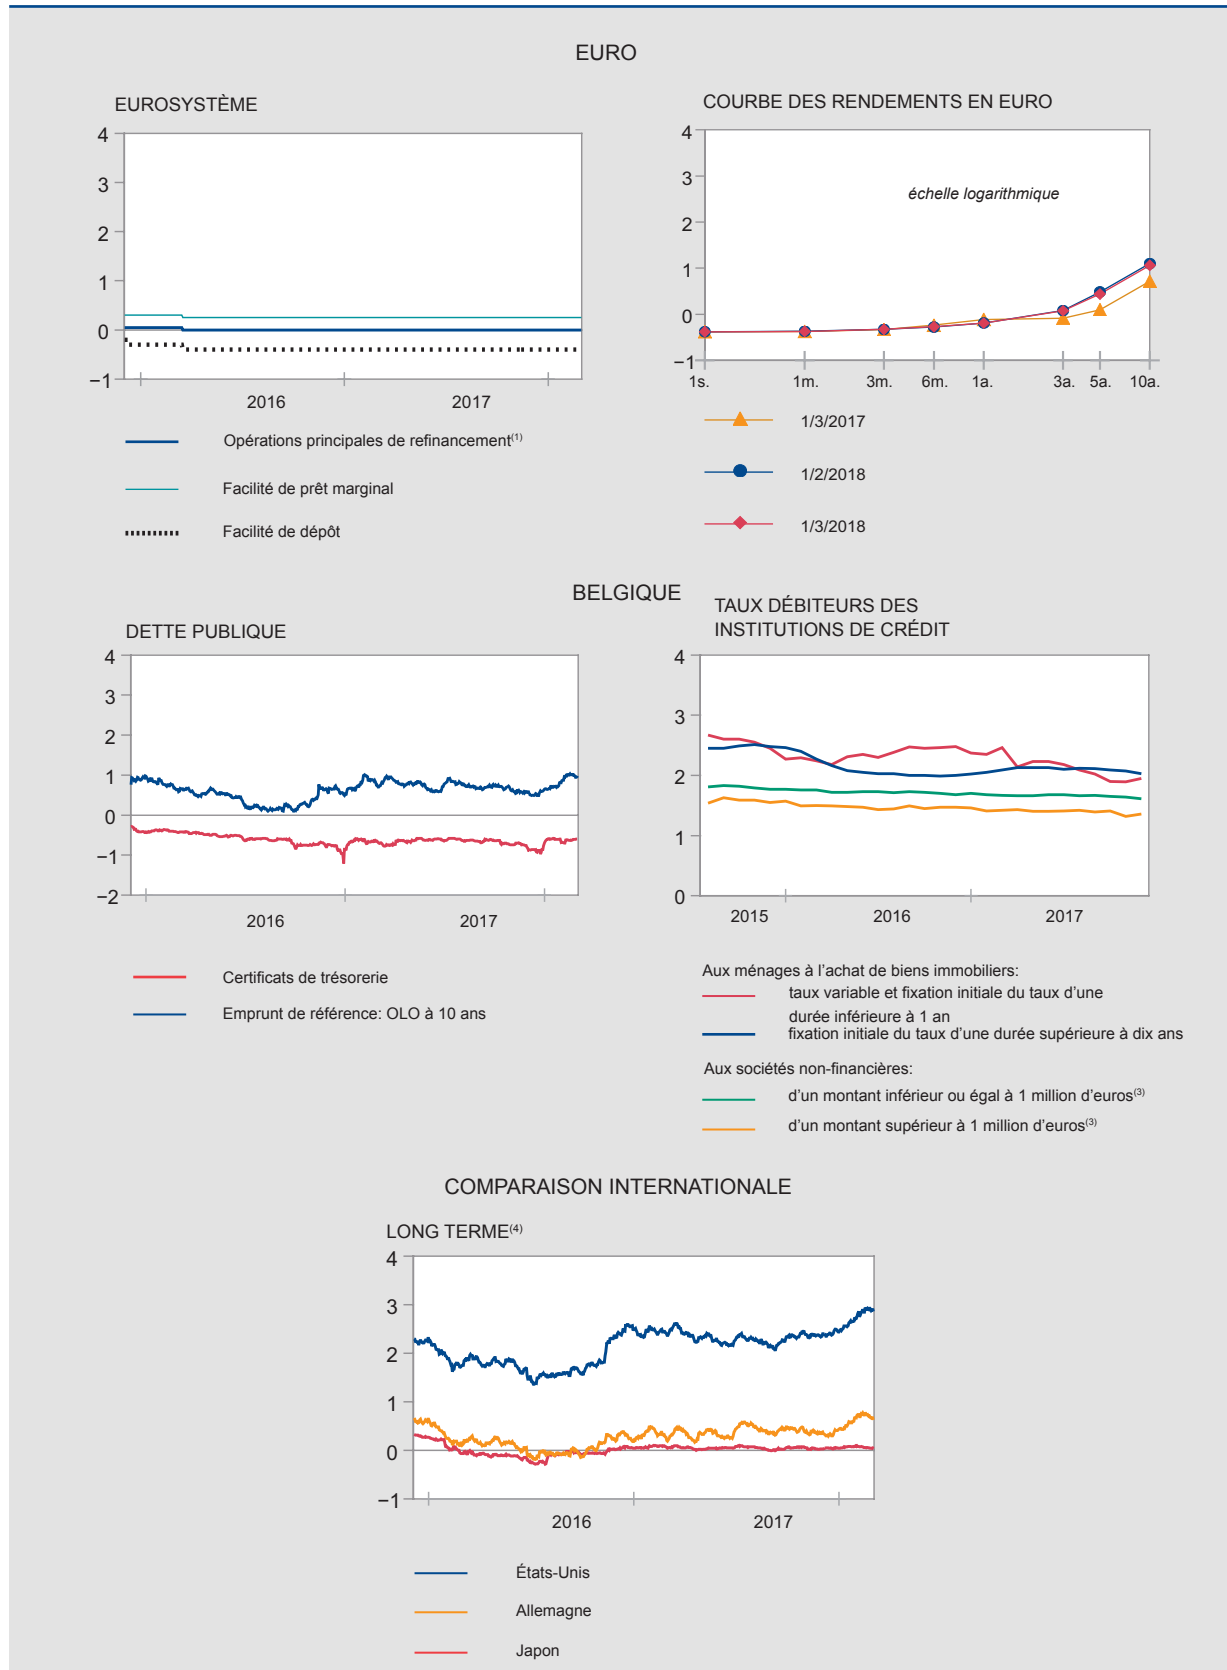 EURO
EUROSYSTÈME
4
3
2
1
0
−1
2016
2017
Opérations principales de refinancement(1)
Facilité de prêt marginal
Facilité de dépôt
COURBE DES RENDEMENTS EN EURO
4
3
2
1
0
−1
échelle logarithmique
1s.
1m.
3m.
6m.
1a.
3a.
5a.
10a.
1/3/2017
1/2/2018
1/3/2018
BELGIQUE
DETTE PUBLIQUE
4
3
2
1
0
−1
−2
2016
2017
Certificats de trésorerie
Emprunt de référence: OLO à 10 ans
TAUX DÉBITEURS DES
INSTITUTIONS DE CRÉDIT
4
3
2
1
0
2015
2016
2017
Aux ménages à l’achat de biens immobiliers:
taux variable et fixation initiale du taux d’une
durée inférieure à 1 an
fixation initiale du taux d’une durée supérieure à dix ans
Aux sociétés non-financières:
d’un montant inférieur ou égal à 1 million d’euros(3)
d’un montant supérieur à 1 million d’euros(3)
COMPARAISON INTERNATIONALE
LONG TERME(4)
4
3
2
1
0
−1
2016
2017
États-Unis
Allemagne
Japon